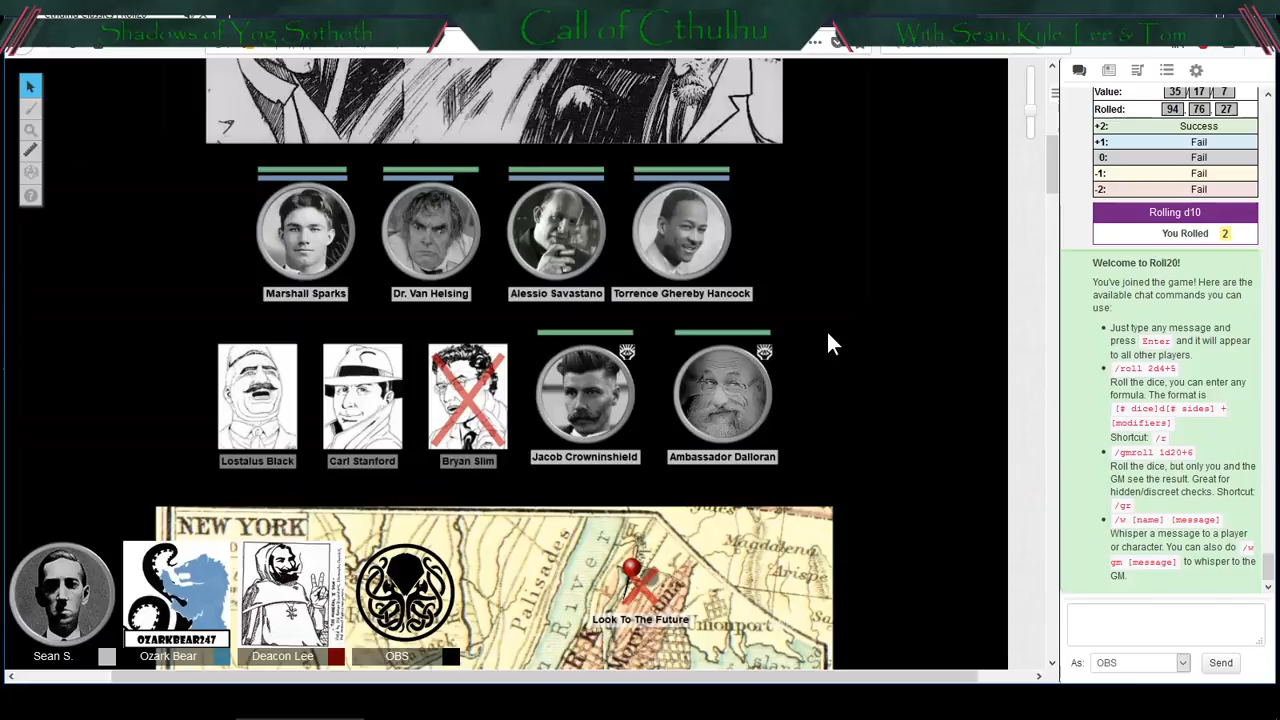 Shadows of Yog Sothoth
Call of Cthulhu
With Sean, Kyle, Lee & Tom
Value: 35 17 7
Rolled: 94 76 27
+2: Success
+1: Fail
0: Fail
-1: Fail
-2: Fail
Rolling d10
You Rolled 2
Welcome to Roll20!
You've joined the game! Here are the
available chat commands you can
use:
Just type any message and
press Enter and it will appear
to all other players.
/roll 2d4+5
Roll the dice, you can enter any
formula. The format is
[# dice]d[# sides] +
[modifiers]
Shortcut: /r
/gmroll 1d20+6
Roll the dice, but only you and the
GM see the result. Great for
hidden/discreet checks. Shortcut:
/gr
/w [name] [message]
Whisper a message to a player
or character. You can also do /w
gm [message] to whisper to the
GM.
As: OBS Send
Marshall Sparks
Dr. Van Helsing
Alessio Savastano
Torrence Ghereby Hancock
Lostalus Black
Carl Stanford
Bryan Slim
Jacob Crowninshield
Ambassador Dalloran
NEW YORK
Palisades
River
Magdalena
Arispe
Look To The Future
Unionport
OZARKBEAR247
Sean S.
Ozark Bear
Deacon Lee
OBS